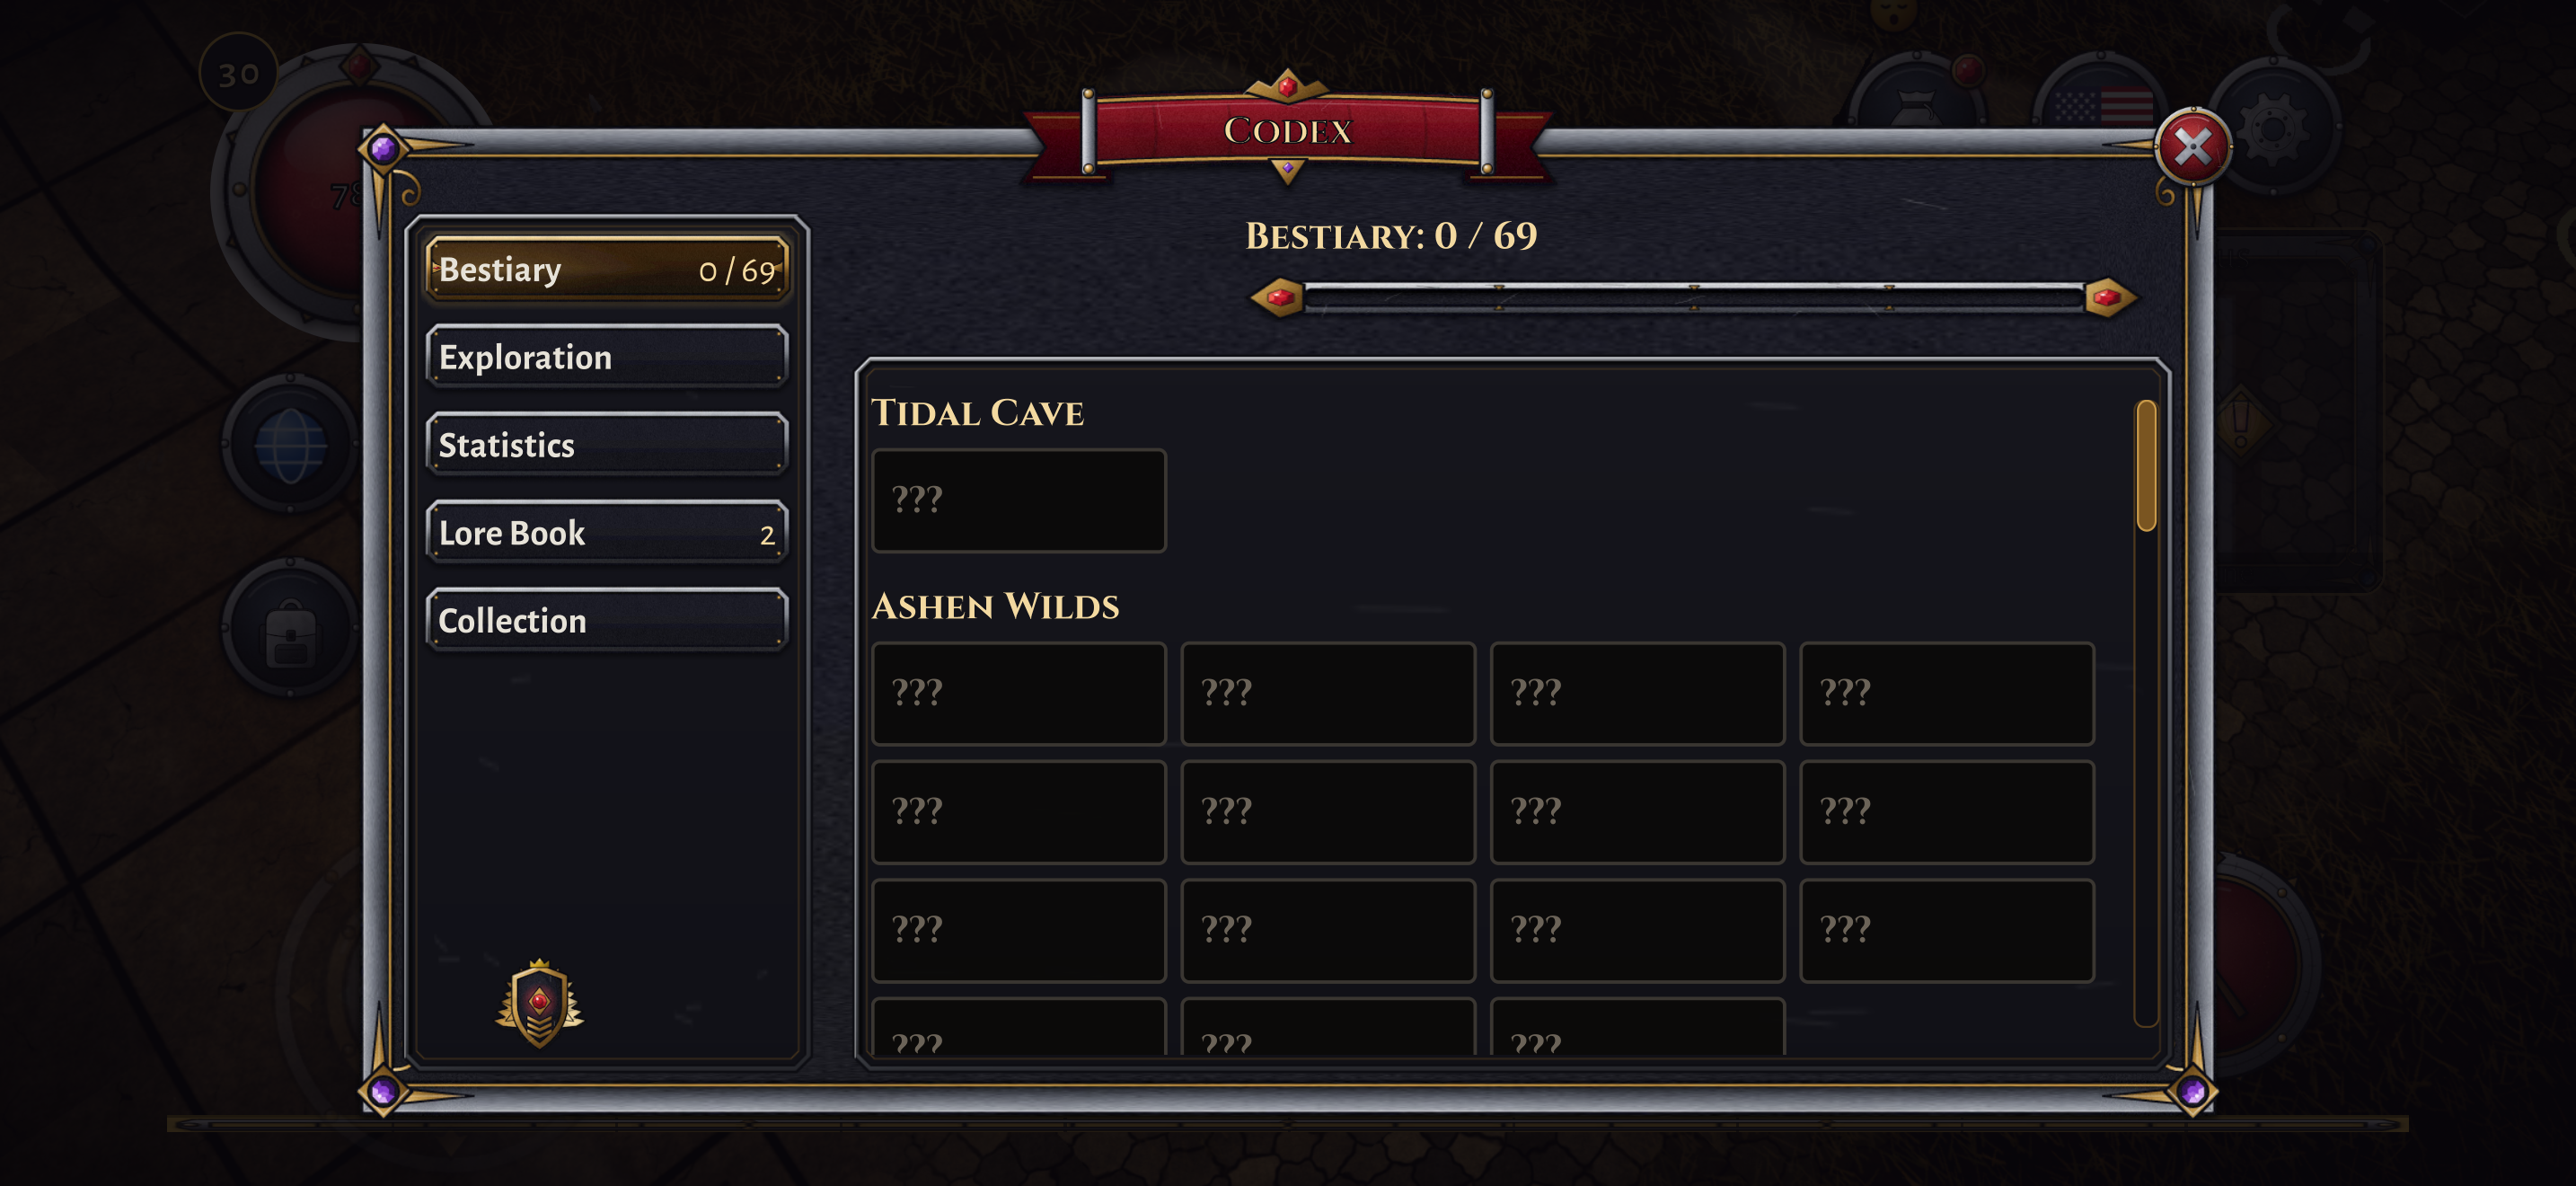 30
Codex
Bestiary: 0 / 69
Bestiary 0 / 69
Exploration
Statistics
Lore Book 2
Collection
Tidal Cave
???
Ashen Wilds
??? ??? ??? ???
??? ??? ??? ???
??? ??? ??? ???
??? ??? ???